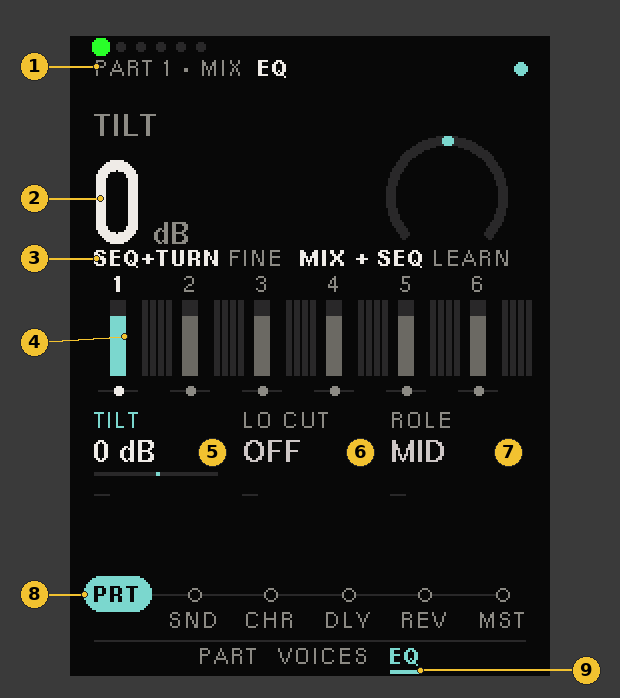 1 PART 1 · MIX EQ
TILT
2 0 dB
3 SEQ+TURN FINE MIX + SEQ LEARN
1 2 3 4 5 6
4
TILT LO CUT ROLE
0 dB 5 OFF 6 MID 7
8 PRT
SND CHR DLY REV MST
PART VOICES EQ
9